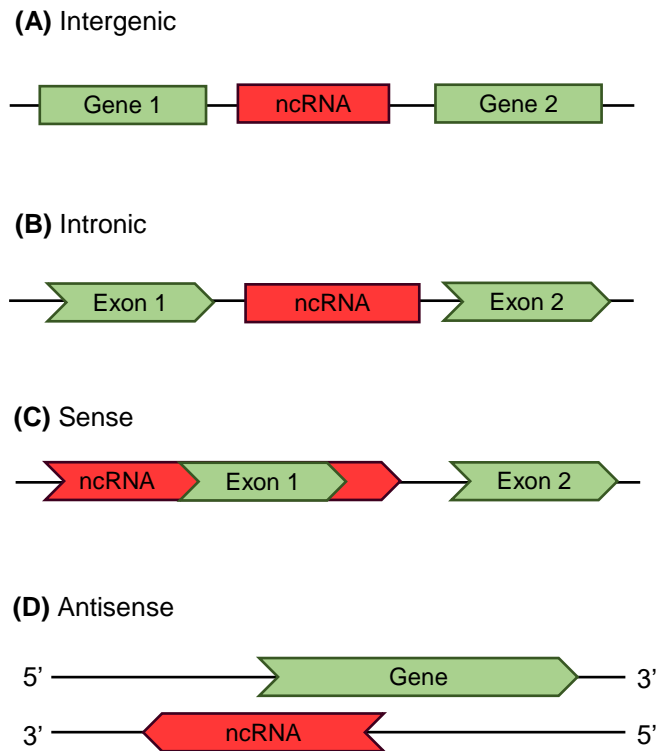 (A) Intergenic
Gene 1 ncRNA Gene 2
(B) Intronic
Exon 1 ncRNA Exon 2
(C) Sense
ncRNA Exon 1 Exon 2
(D) Antisense
5’ Gene 3’
3’ ncRNA 5’